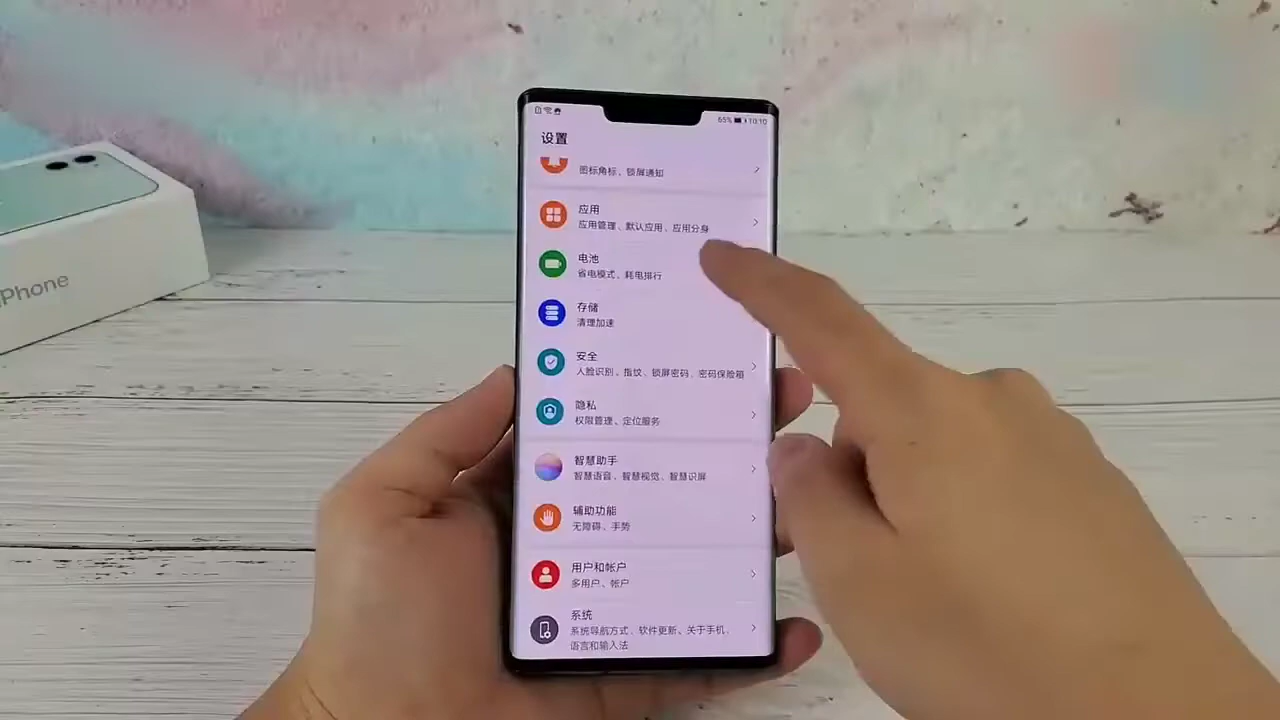 65% 10:10
设置
图标角标、锁屏通知
应用
应用管理、默认应用、应用分身
电池
省电模式、耗电排行
存储
清理加速
安全
人脸识别、指纹、锁屏密码、密码保险箱
隐私
权限管理、定位服务
智慧助手
智慧语音、智慧视觉、智慧识屏
辅助功能
无障碍、手势
用户和帐户
多用户、帐户
系统
系统导航方式、软件更新、关于手机、
语言和输入法
Phone